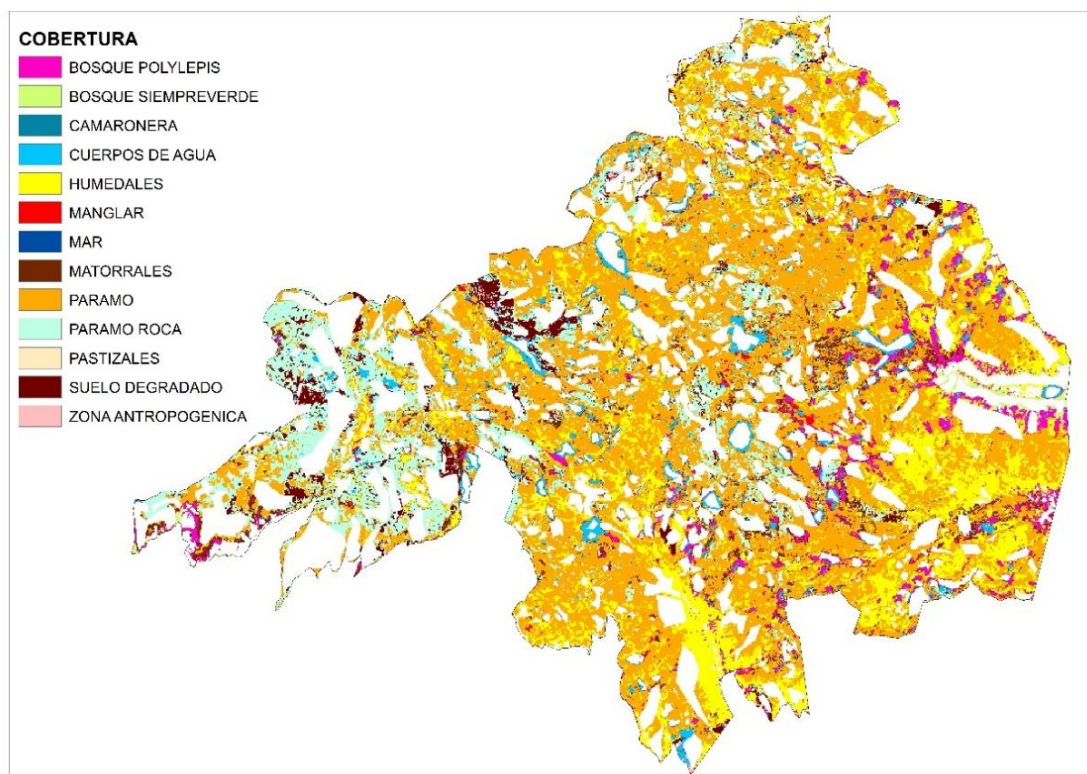 COBERTURA
BOSQUE POLYLEPIS
BOSQUE SIEMPREVERDE
CAMARONERA
CUERPOS DE AGUA
HUMEDALES
MANGLAR
MAR
MATORRALES
PARAMO
PARAMO ROCA
PASTIZALES
SUELO DEGRADADO
ZONA ANTROPOGENICA